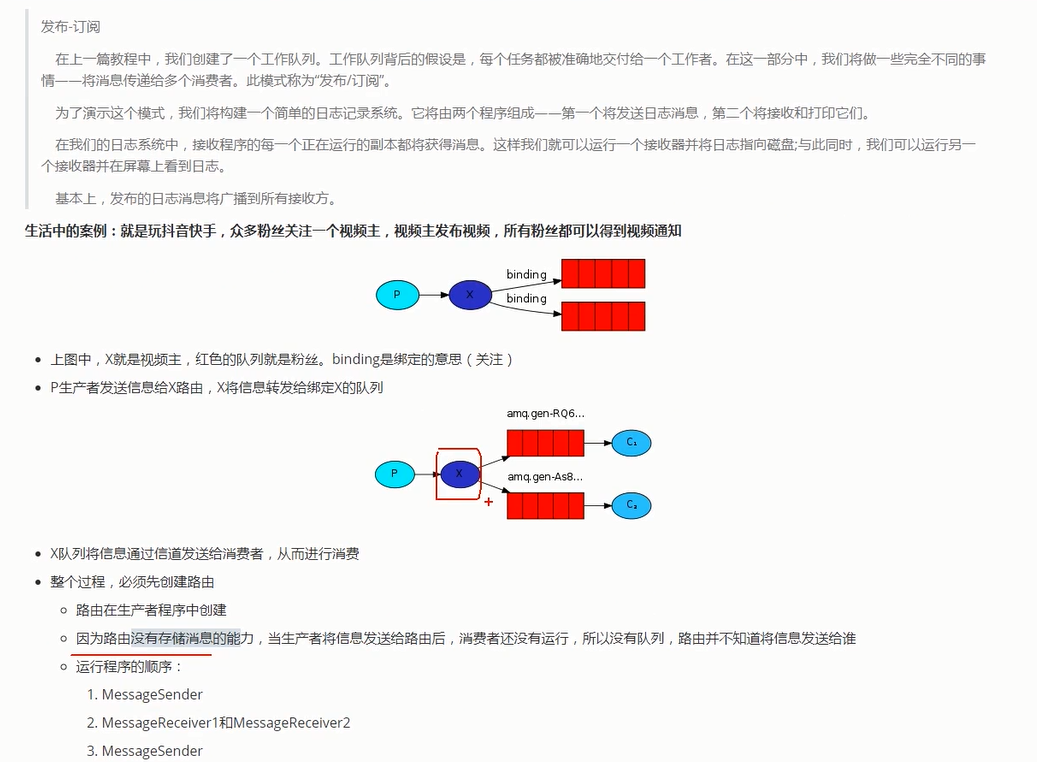 发布-订阅
在上一篇教程中，我们创建了一个工作队列。工作队列背后的假设是，每个任务都被准确地交付给一个工作者。在这一部分中，我们将做一些完全不同的事
情——将消息传递给多个消费者。此模式称为“发布/订阅”。
为了演示这个模式，我们将构建一个简单的日志记录系统。它将由两个程序组成——第一个将发送日志消息，第二个将接收和打印它们。
在我们的日志系统中，接收程序的每一个正在运行的副本都将获得消息。这样我们就可以运行一个接收器并将日志指向磁盘;与此同时，我们可以运行另一
个接收器并在屏幕上看到日志。
基本上，发布的日志消息将广播到所有接收方。
生活中的案例：就是玩抖音快手，众多粉丝关注一个视频主，视频主发布视频，所有粉丝都可以得到视频通知
binding
P
X
binding
上图中，X就是视频主，红色的队列就是粉丝。binding是绑定的意思（关注）
P生产者发送信息给X路由，X将信息转发给绑定X的队列
amq.gen-RQ6...
C₁
P
X
amq.gen-As8...
C₂
X队列将信息通过信道发送给消费者，从而进行消费
整个过程，必须先创建路由
路由在生产者程序中创建
因为路由没有存储消息的能力，当生产者将信息发送给路由后，消费者还没有运行，所以没有队列，路由并不知道将信息发送给谁
运行程序的顺序：
1. MessageSender
2. MessageReceiver1和MessageReceiver2
3. MessageSender